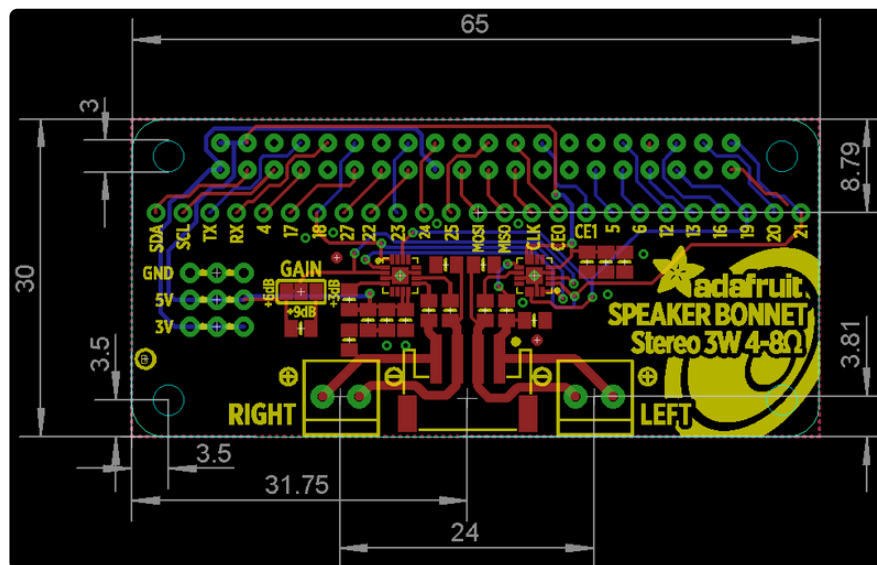 65
3
30
8.79
SDA SCL TX RX 4 17 18 27 22 23 24 25 MOSI MISO CLK CE0 CE1 5 6 12 13 16 19 20 21
GND
5V
3V
GAIN
+6dB
+3dB
+9dB
adafruit
SPEAKER BONNET
Stereo 3W 4-8Ω
3.5
3.81
RIGHT
LEFT
3.5
31.75
24